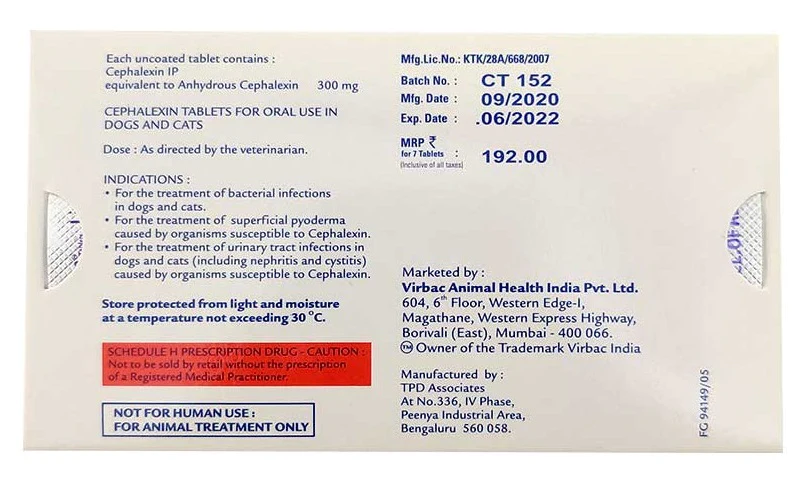 Each uncoated tablet contains :
Cephalexin IP
equivalent to Anhydrous Cephalexin 300 mg
CEPHALEXIN TABLETS FOR ORAL USE IN
DOGS AND CATS
Dose : As directed by the veterinarian.
INDICATIONS :
• For the treatment of bacterial infections
in dogs and cats.
• For the treatment of superficial pyoderma
caused by organisms susceptible to Cephalexin.
• For the treatment of urinary tract infections in
dogs and cats (including nephritis and cystitis)
caused by organisms susceptible to Cephalexin.
Store protected from light and moisture
at a temperature not exceeding 30 °C.
SCHEDULE H PRESCRIPTION DRUG - CAUTION :
Not to be sold by retail without the prescription
of a Registered Medical Practitioner.
NOT FOR HUMAN USE :
FOR ANIMAL TREATMENT ONLY
Mfg.Lic.No.: KTK/28A/668/2007
Batch No. : CT 152
Mfg. Date : 09/2020
Exp. Date : .06/2022
MRP ₹
for 7 Tablets : 192.00
(Inclusive of all taxes)
Marketed by :
Virbac Animal Health India Pvt. Ltd.
604, 6th Floor, Western Edge-I,
Magathane, Western Express Highway,
Borivali (East), Mumbai - 400 066.
TM Owner of the Trademark Virbac India
Manufactured by :
TPD Associates
At No.336, IV Phase,
Peenya Industrial Area,
Bengaluru 560 058.
FG 94149/05